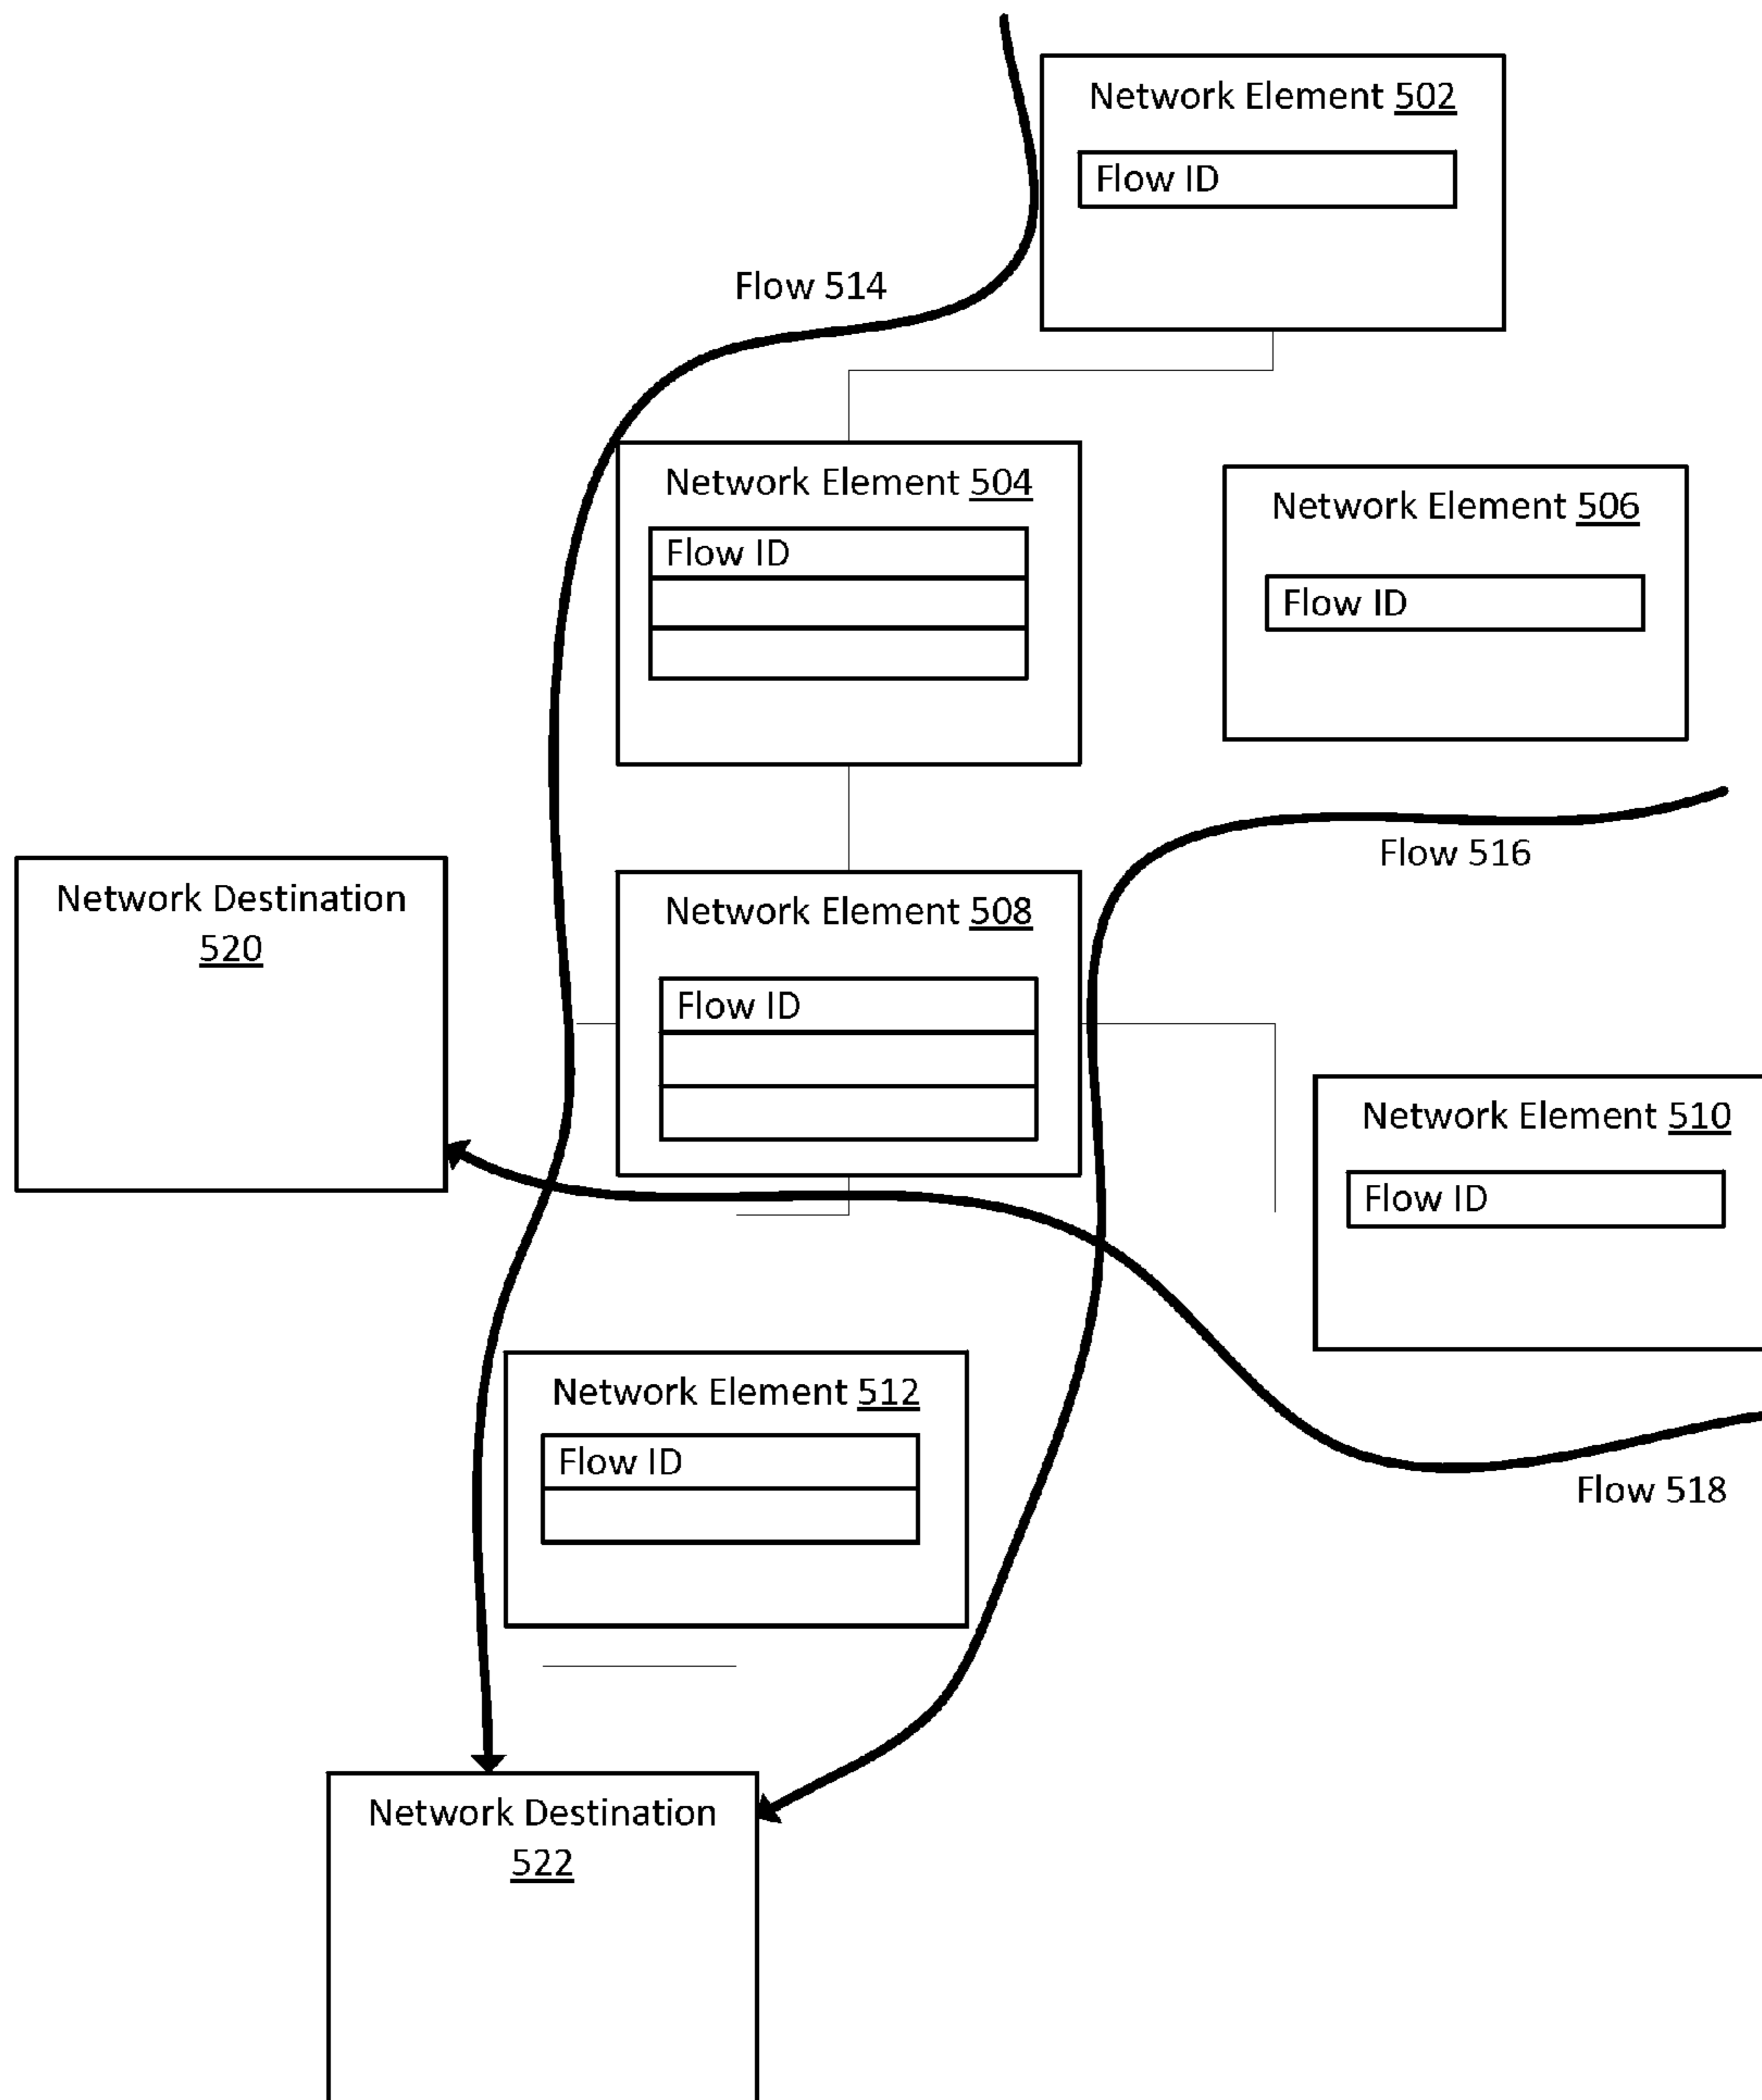 Network Element 502
Flow ID
Flow 514
Network Element 504
Flow ID
Network Element 506
Flow ID
Flow 516
Network Destination
520
Network Element 508
Flow ID
Network Element 510
Flow ID
Network Element 512
Flow ID
Flow 518
Network Destination
522